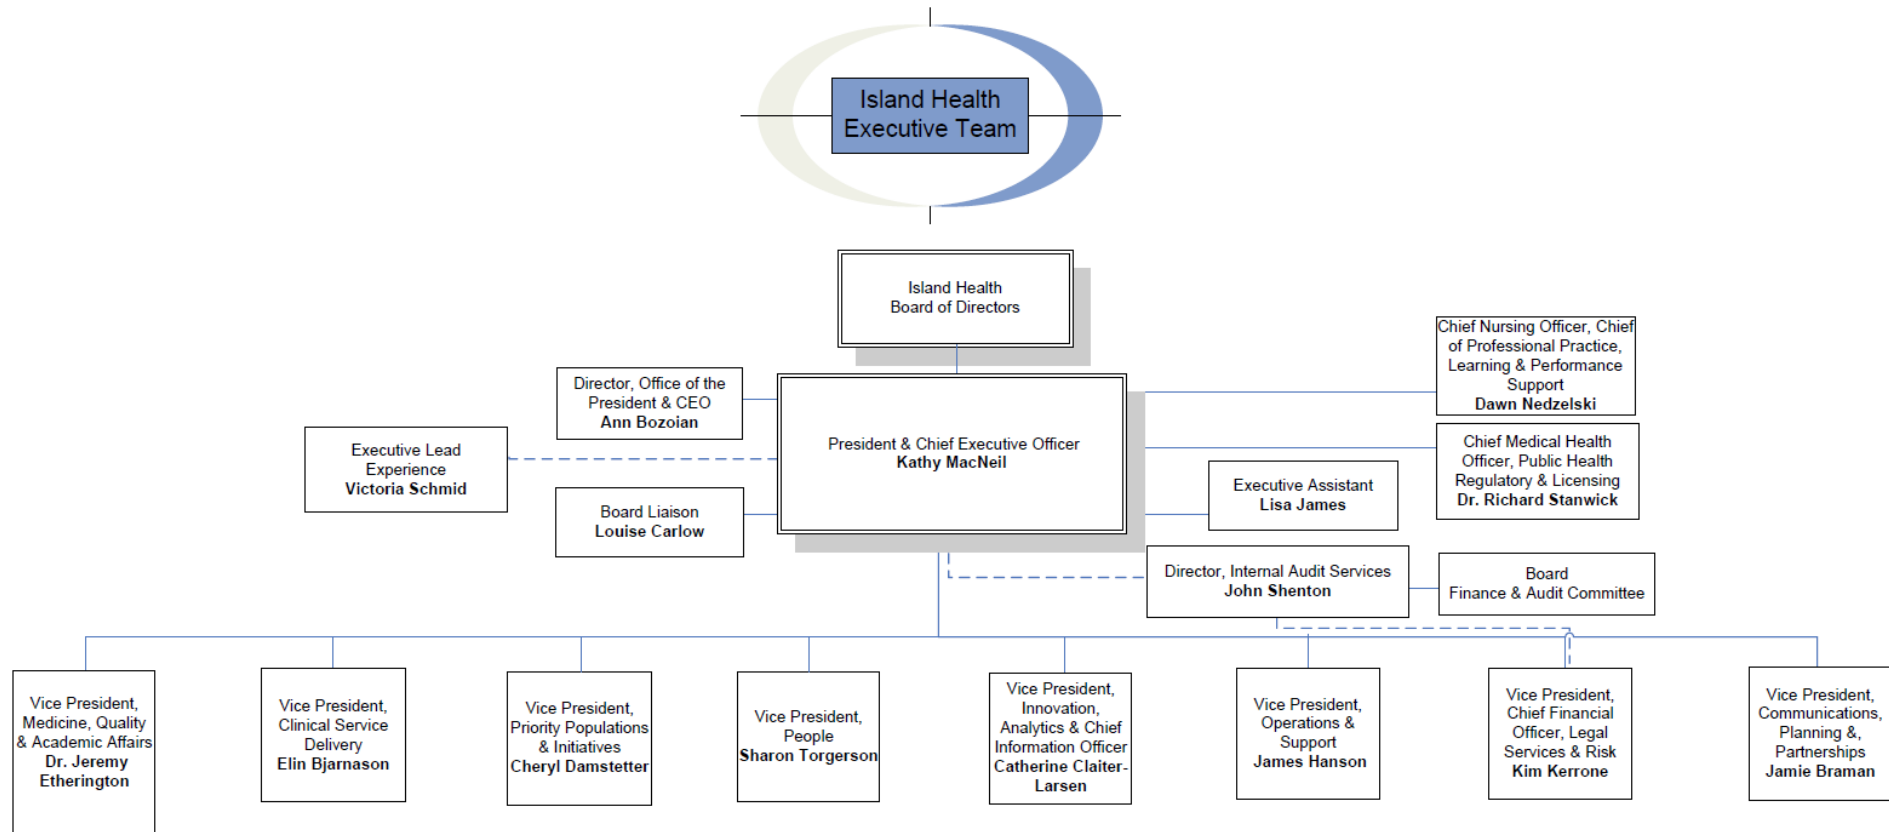 Island Health
Executive Team
Island Health
Board of Directors
Chief Nursing Officer, Chief
of Professional Practice,
Learning & Performance
Support
Dawn Nedzelski
Director, Office of the
President & CEO
Ann Bozoian
President & Chief Executive Officer
Kathy MacNeil
Executive Lead
Experience
Victoria Schmid
Chief Medical Health
Officer, Public Health
Regulatory & Licensing
Dr. Richard Stanwick
Executive Assistant
Lisa James
Board Liaison
Louise Carlow
Director, Internal Audit Services
John Shenton
Board
Finance & Audit Committee
Vice President,
Medicine, Quality
& Academic Affairs
Dr. Jeremy
Etherington
Vice President,
Clinical Service
Delivery
Elin Bjarnason
Vice President,
Priority Populations
& Initiatives
Cheryl Damstetter
Vice President,
People
Sharon Torgerson
Vice President,
Innovation,
Analytics & Chief
Information Officer
Catherine Claiter-
Larsen
Vice President,
Operations &
Support
James Hanson
Vice President,
Chief Financial
Officer, Legal
Services & Risk
Kim Kerrone
Vice President,
Communications,
Planning &,
Partnerships
Jamie Braman